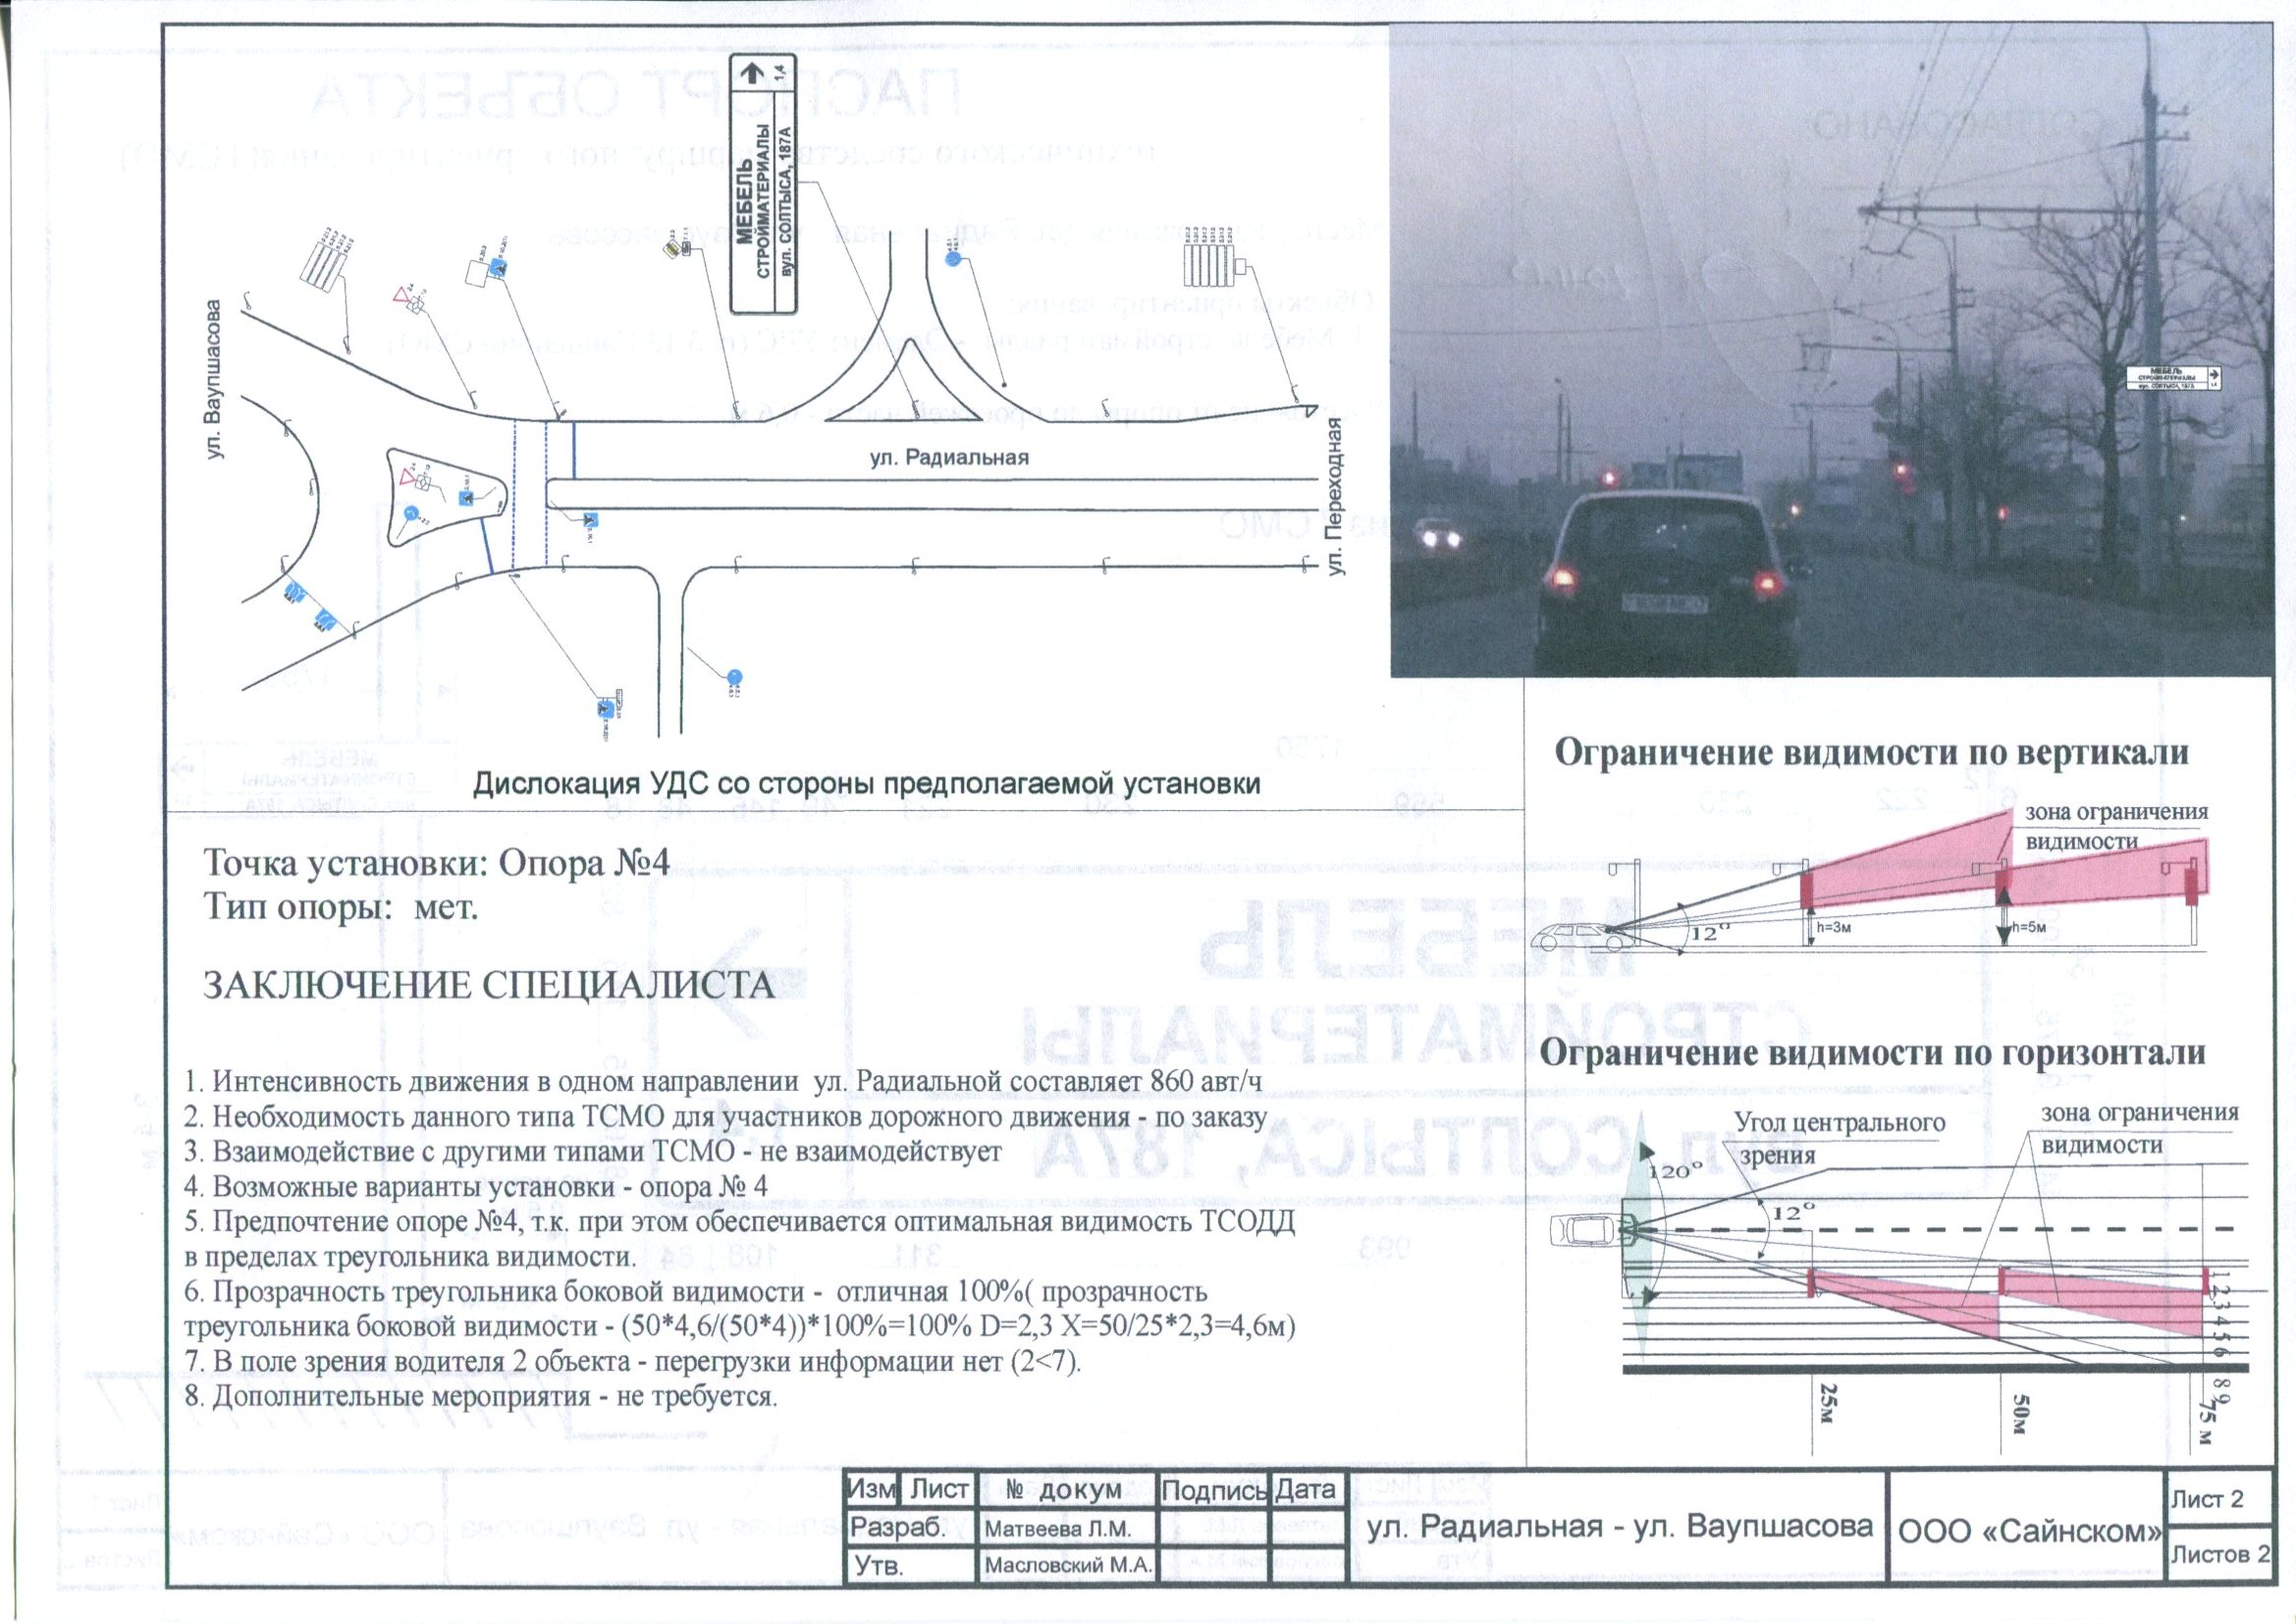 МЕБЕЛЬ
СТРОЙМАТЕРИАЛЫ
вул. СОЛТЫСА, 187А
1,4
ул. Ваупшасова
ул. Радиальная
ул. Переходная
Дислокация УДС со стороны предполагаемой установки
МЕБЕЛЬ
СТРОЙМАТЕРИАЛЫ
вул. СОЛТЫСА, 187А
1,4
Точка установки: Опора №4
Тип опоры: мет.
ЗАКЛЮЧЕНИЕ СПЕЦИАЛИСТА
1. Интенсивность движения в одном направлении ул. Радиальной составляет 860 авт/ч
2. Необходимость данного типа ТСМО для участников дорожного движения - по заказу
3. Взаимодействие с другими типами ТСМО - не взаимодействует
4. Возможные варианты установки - опора № 4
5. Предпочтение опоре №4, т.к. при этом обеспечивается оптимальная видимость ТСОДД
в пределах треугольника видимости.
6. Прозрачность треугольника боковой видимости - отличная 100%( прозрачность
треугольника боковой видимости - (50*4,6/(50*4))*100%=100% D=2,3 X=50/25*2,3=4,6м)
7. В поле зрения водителя 2 объекта - перегрузки информации нет (2<7).
8. Дополнительные мероприятия - не требуется.
Ограничение видимости по вертикали
зона ограничения
видимости
12°
h=3м
h=5м
Ограничение видимости по горизонтали
Угол центрального
зрения
зона ограничения
видимости
120°
12°
1 2 3 4 5 6 8 9
25м
50м
75 м
Изм Лист № докум Подпись Дата
Разраб. Матвеева Л.М.
Утв. Масловский М.А.
ул. Радиальная - ул. Ваупшасова
ООО «Сайнском»
Лист 2
Листов 2